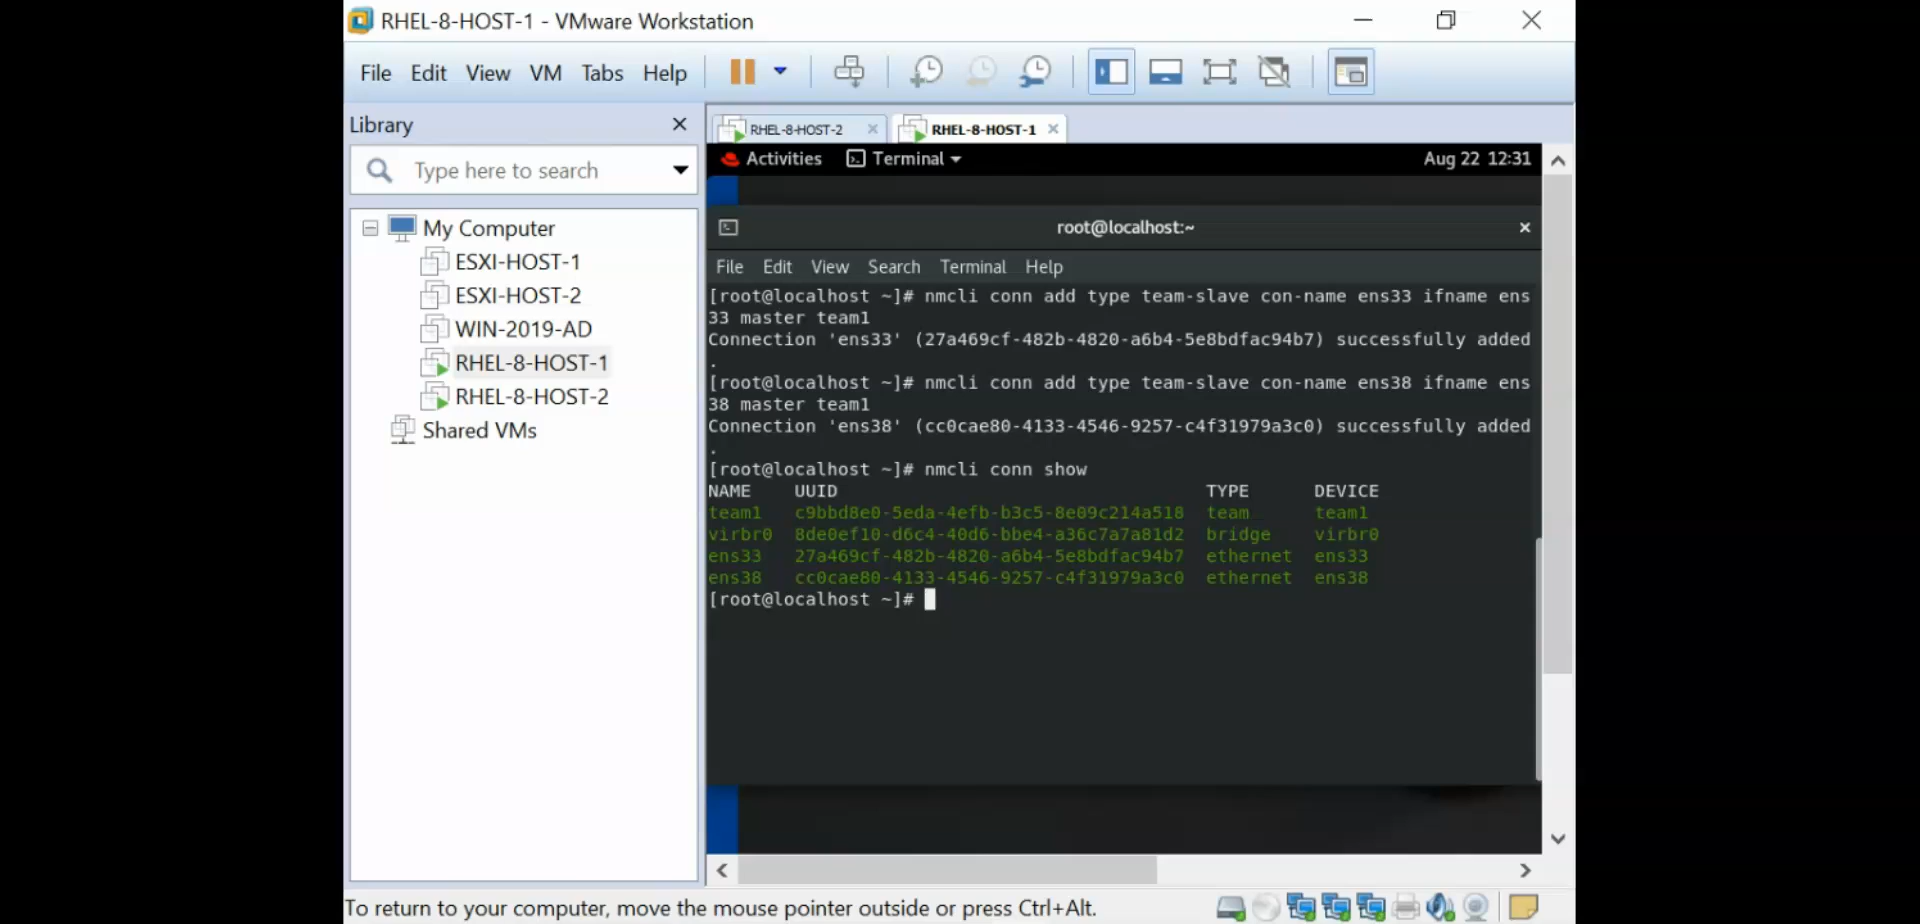 RHEL-8-HOST-1 - VMware Workstation
File Edit View VM Tabs Help
Library
Type here to search
My Computer
ESXI-HOST-1
ESXI-HOST-2
WIN-2019-AD
RHEL-8-HOST-1
RHEL-8-HOST-2
Shared VMs
RHEL-8-HOST-2 RHEL-8-HOST-1
Activities Terminal Aug 22 12:31
root@localhost:~
File Edit View Search Terminal Help
[root@localhost ~]# nmcli conn add type team-slave con-name ens33 ifname ens
33 master team1
Connection 'ens33' (27a469cf-482b-4820-a6b4-5e8bdfac94b7) successfully added
.
[root@localhost ~]# nmcli conn add type team-slave con-name ens38 ifname ens
38 master team1
Connection 'ens38' (cc0cae80-4133-4546-9257-c4f31979a3c0) successfully added
.
[root@localhost ~]# nmcli conn show
NAME UUID TYPE DEVICE
team1 c9bbd8e0-5eda-4efb-b3c5-8e09c214a518 team team1
virbr0 8de0ef10-d6c4-40d6-bbe4-a36c7a7a81d2 bridge virbr0
ens33 27a469cf-482b-4820-a6b4-5e8bdfac94b7 ethernet ens33
ens38 cc0cae80-4133-4546-9257-c4f31979a3c0 ethernet ens38
[root@localhost ~]#
To return to your computer, move the mouse pointer outside or press Ctrl+Alt.